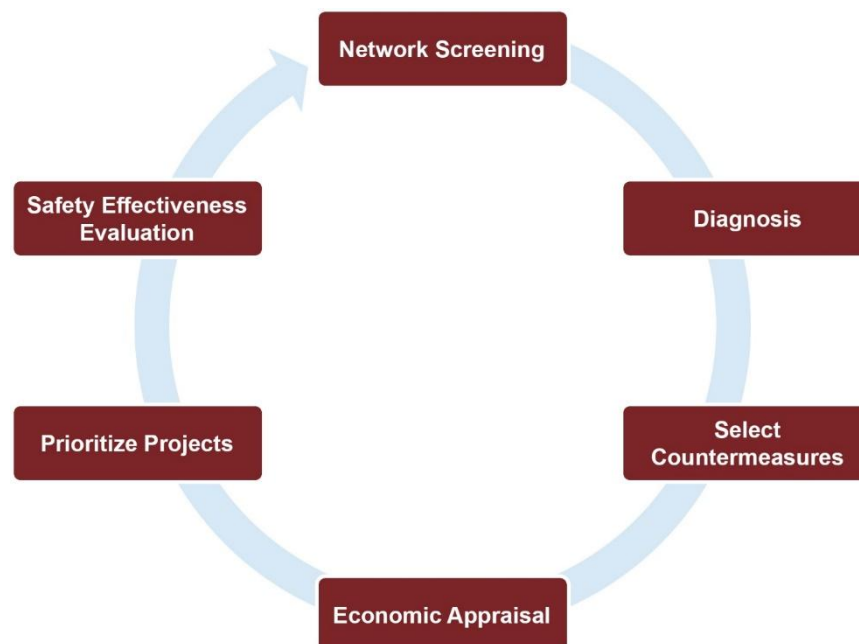 Network Screening
Diagnosis
Select
Countermeasures
Economic Appraisal
Prioritize Projects
Safety Effectiveness
Evaluation